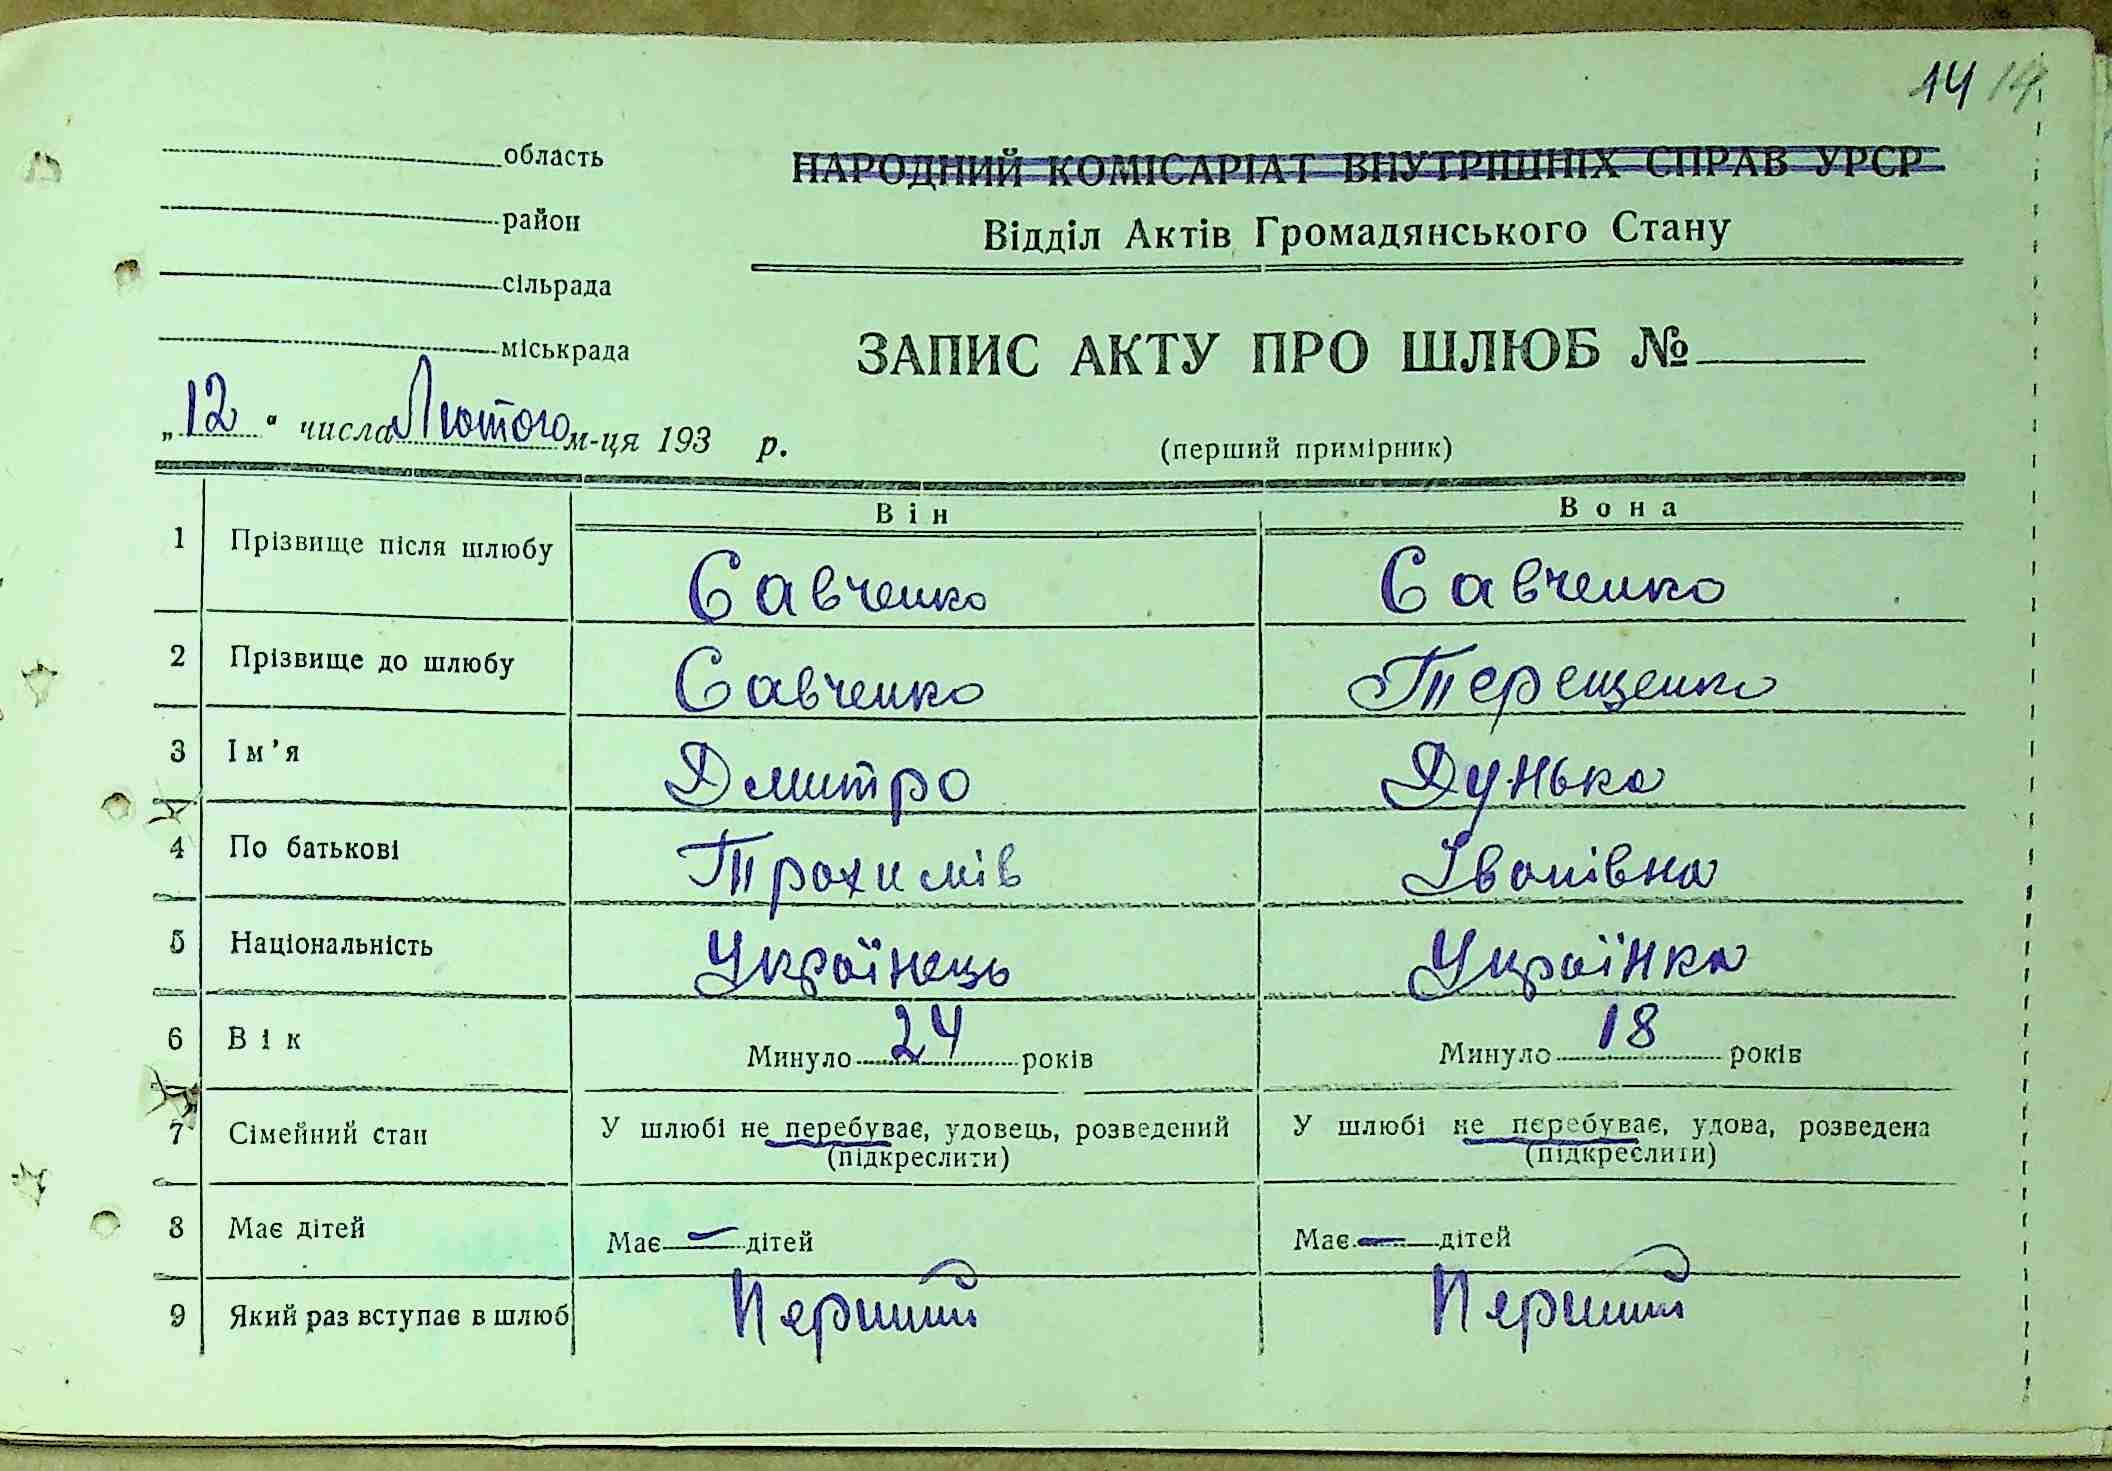 14 14
область
район
сільрада
міськрада
НАРОДНИЙ КОМІСАРІАТ ВНУТРІШНІХ СПРАВ УРСР
Відділ Актів Громадянського Стану
ЗАПИС АКТУ ПРО ШЛЮБ №
„12“ числа Лютого м-ця 193 р.
(перший примірник)
Він Вона
1 Прізвище після шлюбу Савченко Савченко
2 Прізвище до шлюбу Савченко Терещенко
3 Ім'я Дмитро Дунька
4 По батькові Трохимів Іванівна
5 Національність Українець Українка
6 Вік Минуло 24 років Минуло 18 років
7 Сімейний стан У шлюбі не перебуває, удовець, розведений У шлюбі не перебуває, удова, розведена
(підкреслити) (підкреслити)
8 Має дітей Має — дітей Має — дітей
9 Який раз вступає в шлюб Перший Перший